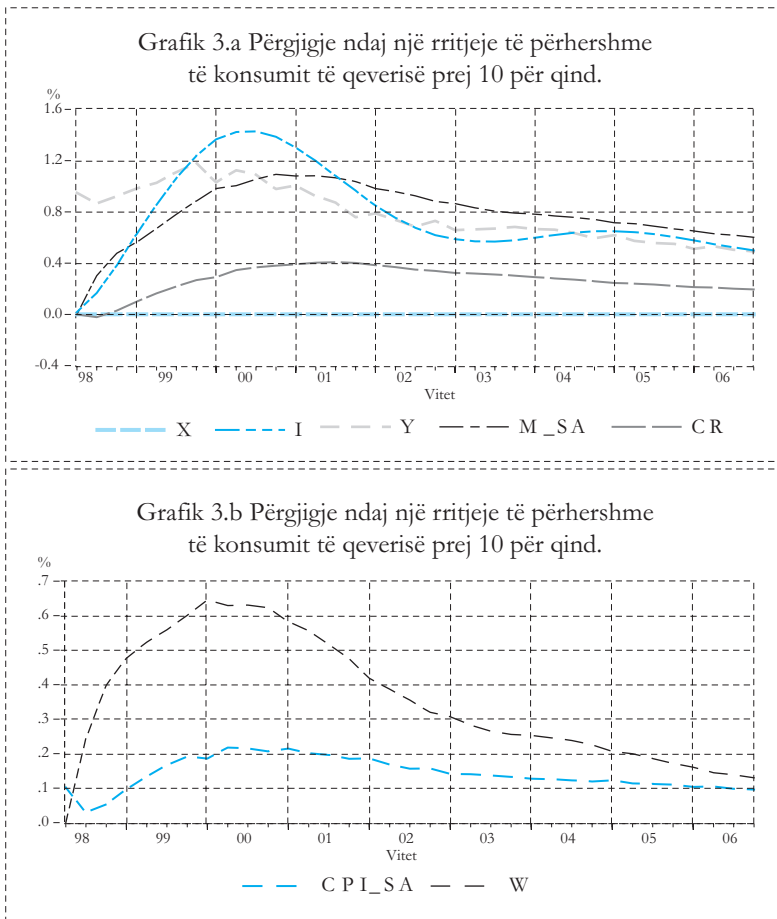 Grafik 3.a Përgjigje ndaj një rritjeje të përhershme
të konsumit të qeverisë prej 10 për qind.
%
1.6
1.2
0.8
0.4
0.0
-0.4
98 99 00 01 02 03 04 05 06
Vitet
X I Y M_SA CR
Grafik 3.b Përgjigje ndaj një rritjeje të përhershme
të konsumit të qeverisë prej 10 për qind.
%
.7
.6
.5
.4
.3
.2
.1
.0
98 99 00 01 02 03 04 05 06
Vitet
CPI_SA W